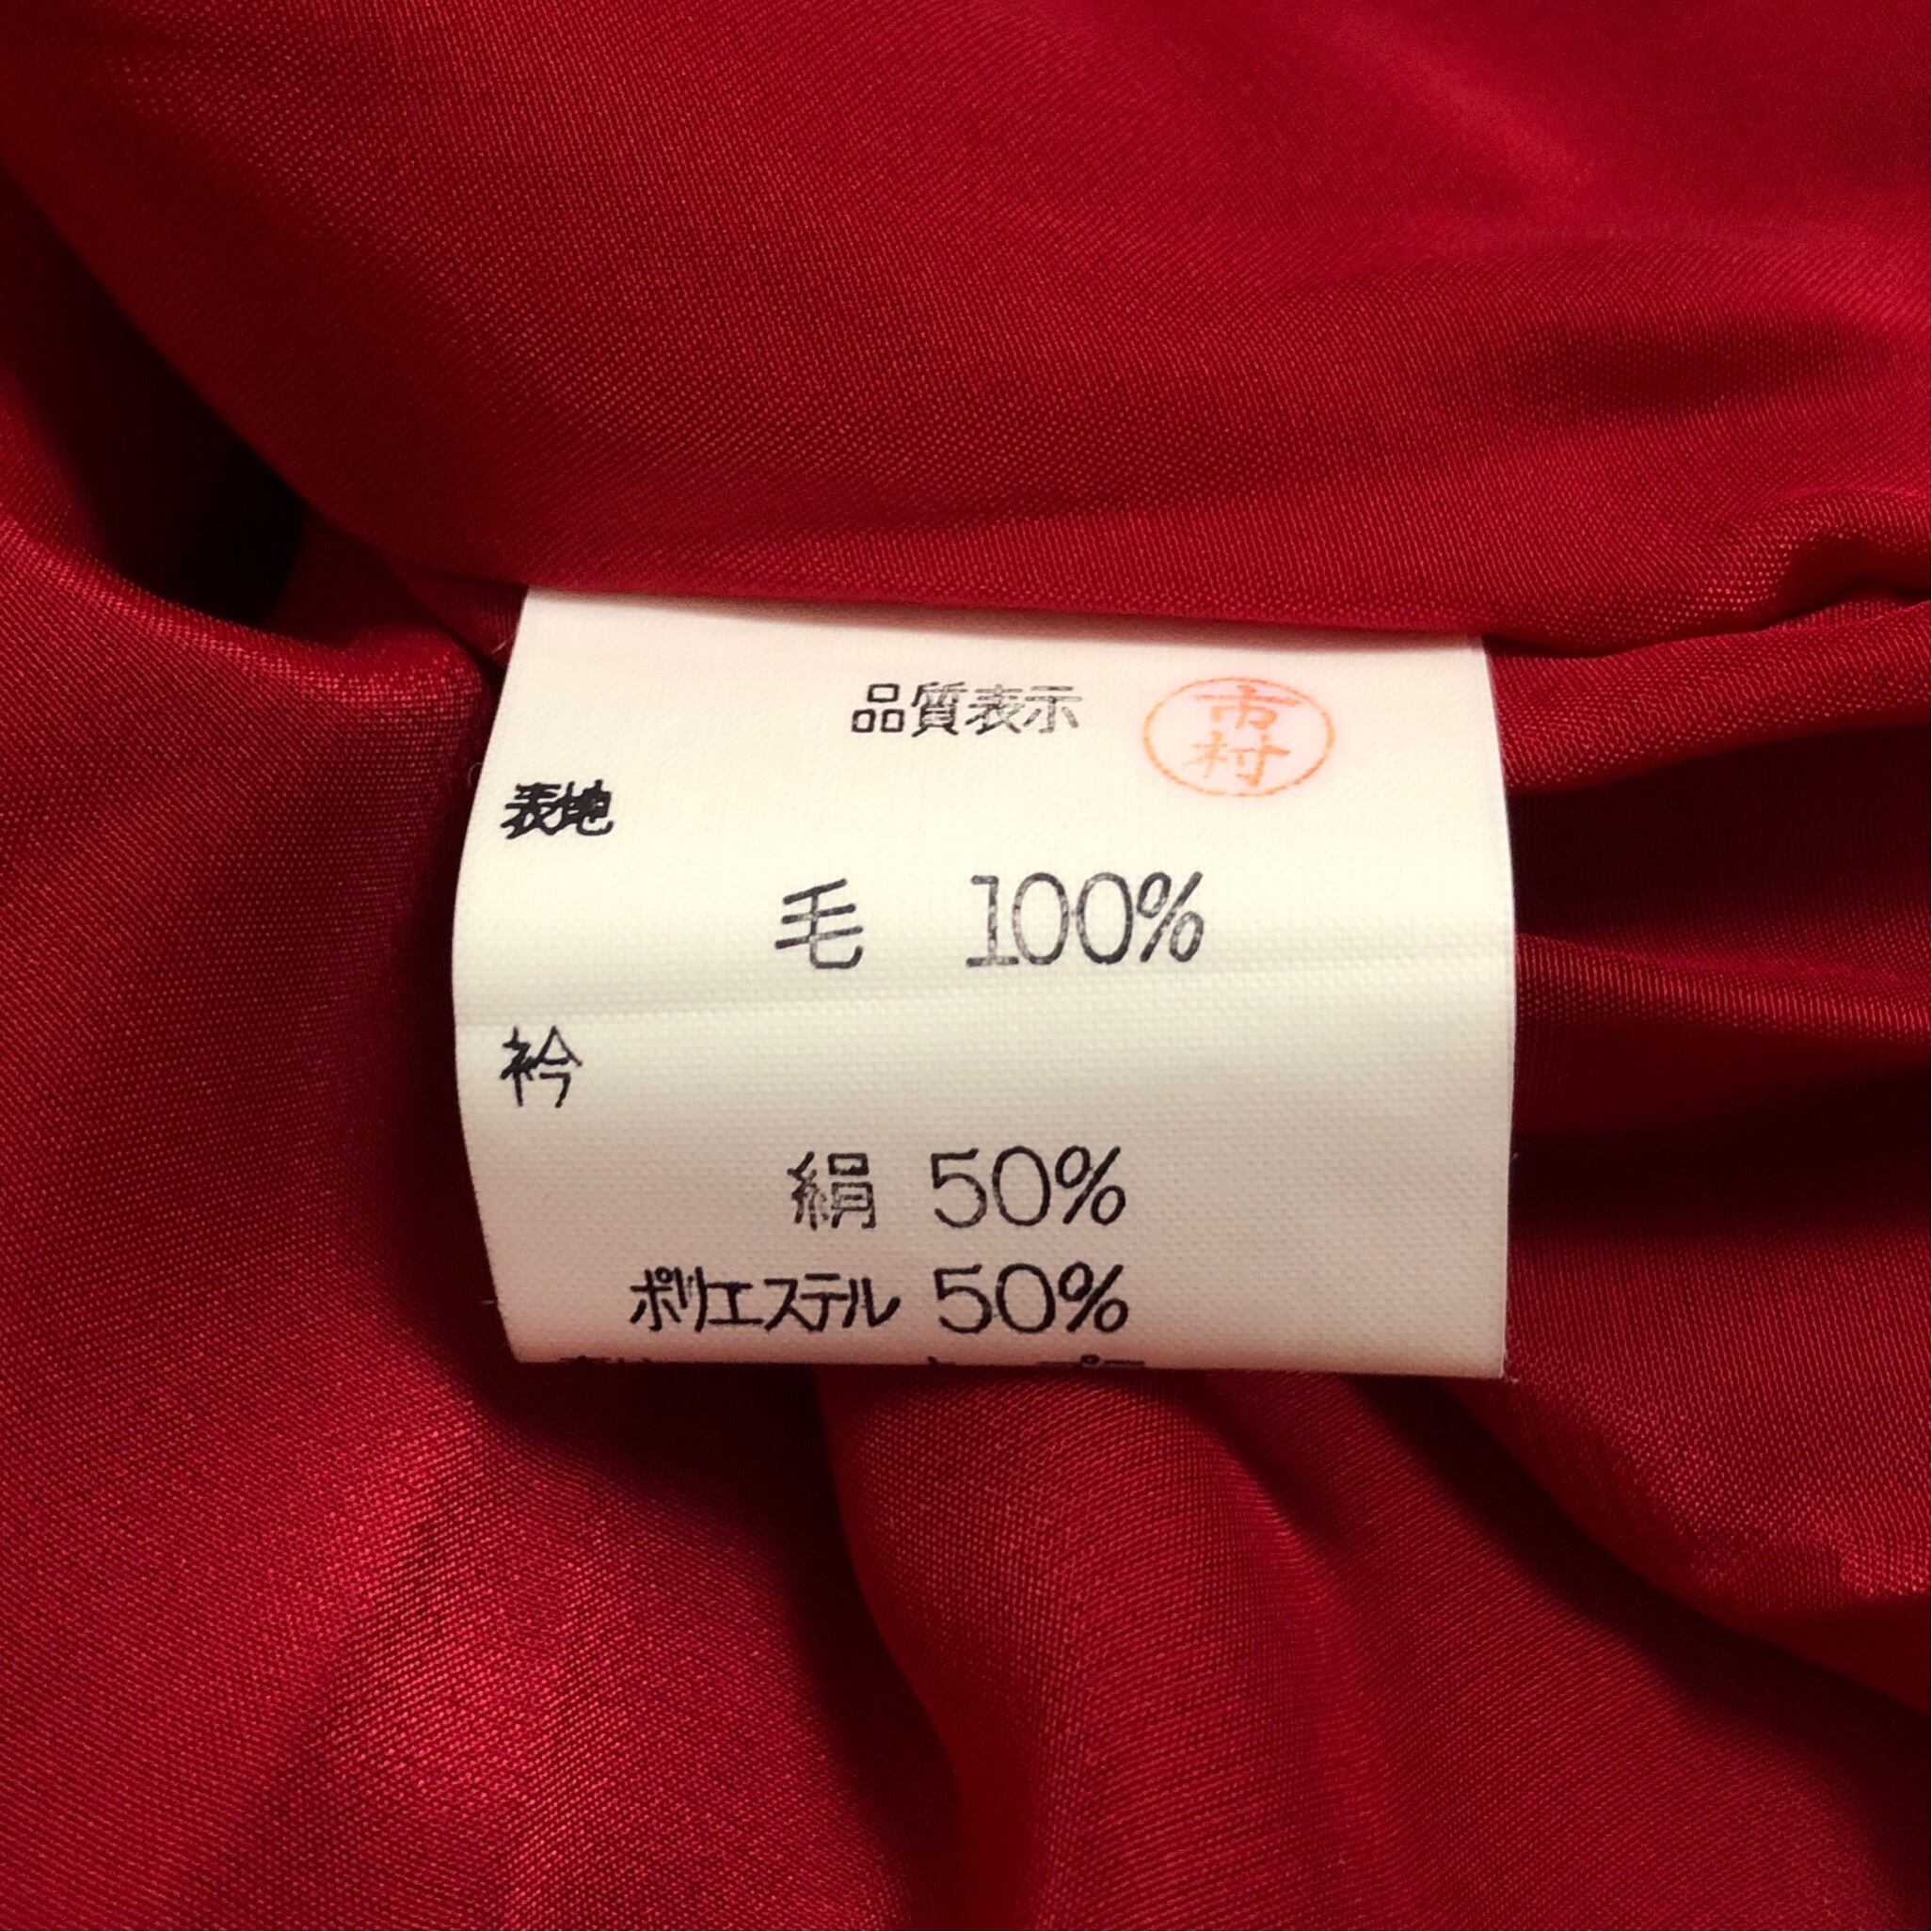 品質表示
市村
表地
毛 100%
衿
絹 50%
ポリエステル 50%